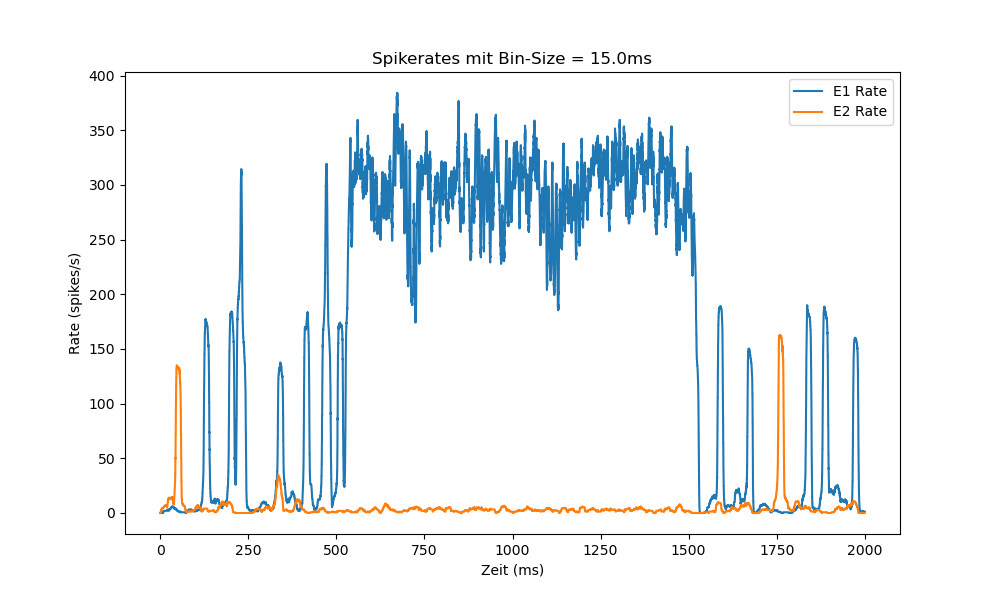 Spikerates mit Bin-Size = 15.0ms
E1 Rate
E2 Rate
Rate (spikes/s)
400
350
300
250
200
150
100
50
0
0 250 500 750 1000 1250 1500 1750 2000
Zeit (ms)